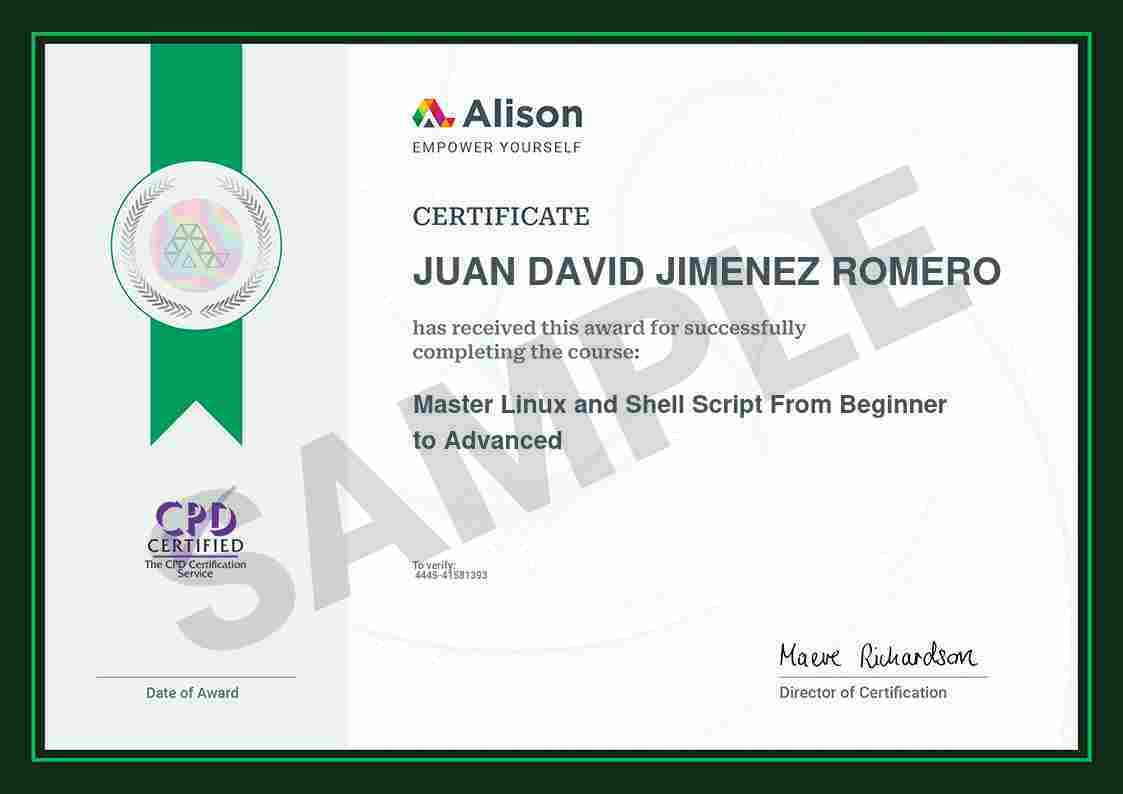 Alison
EMPOWER YOURSELF
CERTIFICATE
JUAN DAVID JIMENEZ ROMERO
has received this award for successfully
completing the course:
Master Linux and Shell Script From Beginner
to Advanced
SAMPLE
CPD
CERTIFIED
The CPD Certification
Service
To verify:
4445-41581393
Date of Award
Maeve Richardson
Director of Certification